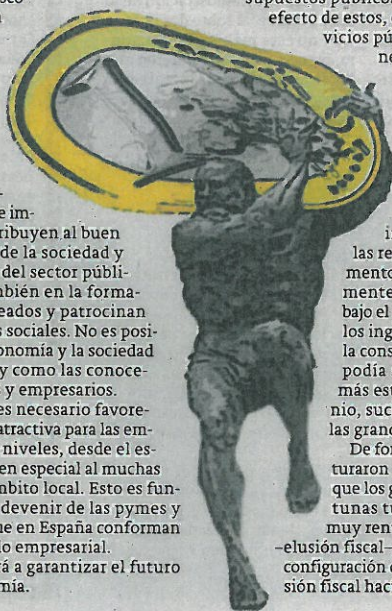 e im-
ribuyen al buen
de la sociedad y
del sector públi-
mbién en la forma-
eados y patrocinan
s sociales. No es posi-
onomía y la sociedad
y como las conoce-
s y empresarios.
es necesario favore-
atractiva para las em-
niveles, desde el es-
en especial al muchas
mbito local. Esto es fun-
devenir de las pymes y
ue en España conforman
do empresarial.
rá a garantizar el futuro
mía.
supuestos públicos
efecto de estos,
vicios pú
ne
i
las re
mento
mente
bajo el
los ing
la cons
podía
más est
nio, suc
las grand
De for
turaron
que los g
tunas tu
muy ren
–elusión fiscal–
configuración d
sión fiscal hac